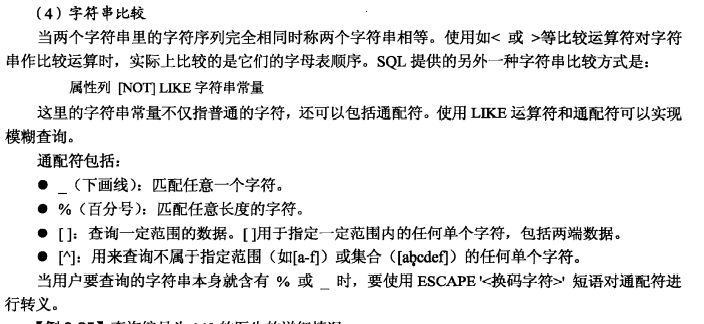 （4）字符串比较
当两个字符串里的字符序列完全相同时称两个字符串相等。使用如< 或 >等比较运算符对字符
串作比较运算时，实际上比较的是它们的字母表顺序。SQL 提供的另外一种字符串比较方式是：
属性列 [NOT] LIKE 字符串常量
这里的字符串常量不仅指普通的字符，还可以包括通配符。使用 LIKE 运算符和通配符可以实现
模糊查询。
通配符包括：
● _（下画线）：匹配任意一个字符。
● %（百分号）：匹配任意长度的字符。
● [ ]：查询一定范围的数据。[ ]用于指定一定范围内的任何单个字符，包括两端数据。
● [^]：用来查询不属于指定范围（如[a-f]）或集合（[abcdef]）的任何单个字符。
当用户要查询的字符串本身就含有 % 或 _ 时，要使用 ESCAPE '<换码字符>' 短语对通配符进
行转义。